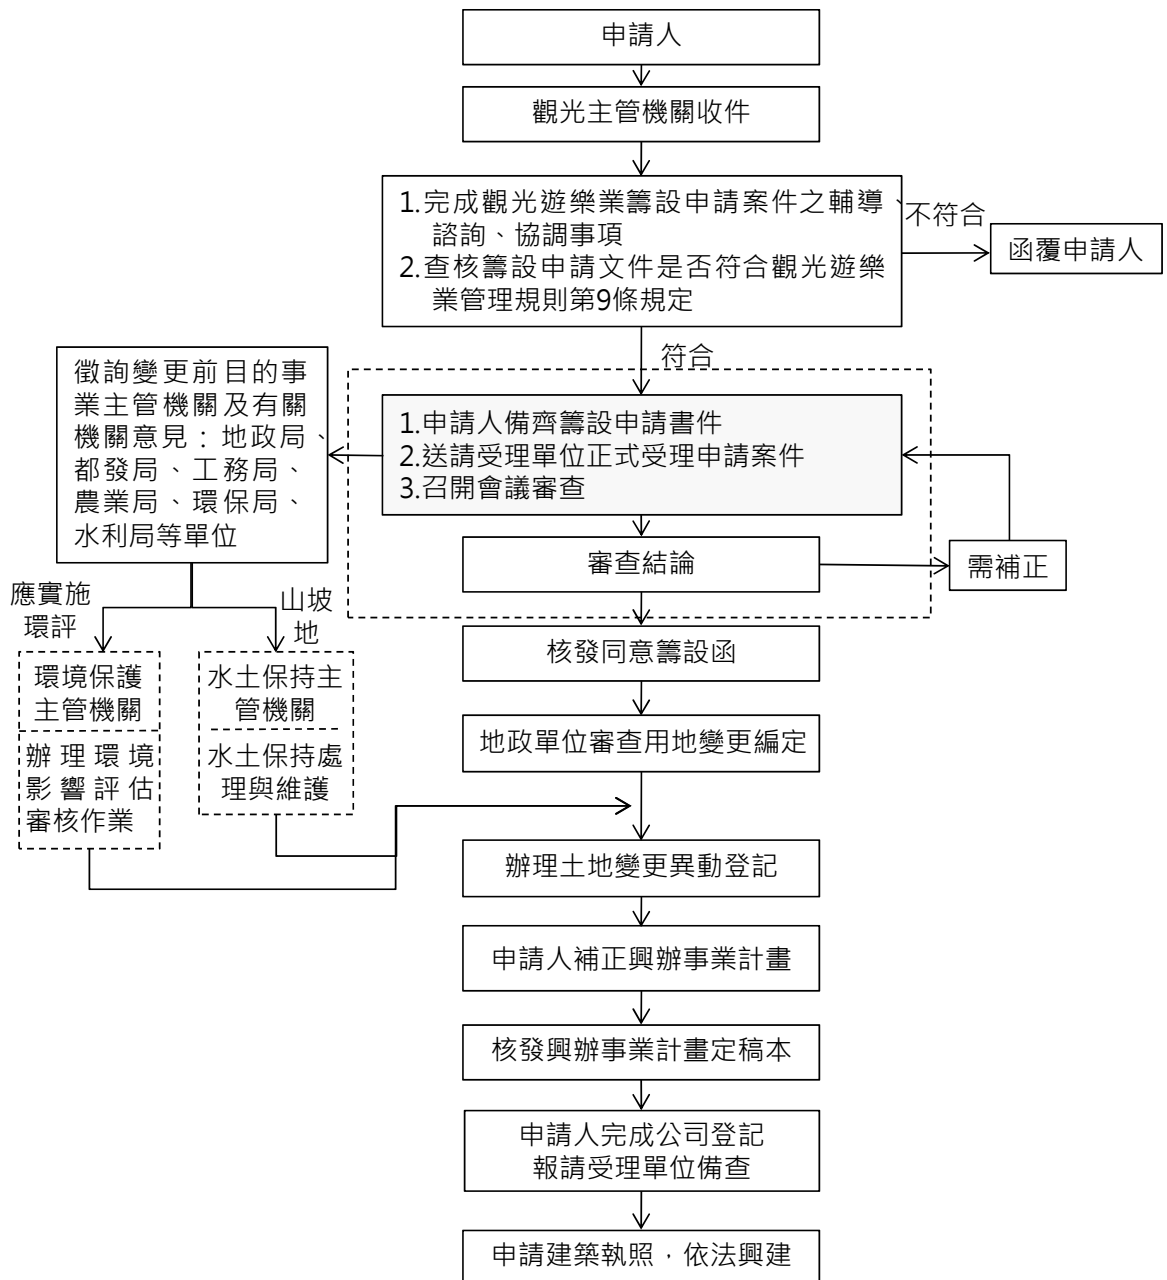 申請人
觀光主管機關收件
1.完成觀光遊樂業籌設申請案件之輔導、
諮詢、協調事項
2.查核籌設申請文件是否符合觀光遊樂
業管理規則第9條規定
不符合
函覆申請人
符合
徵詢變更前目的事
業主管機關及有關
機關意見：地政局、
都發局、工務局、
農業局、環保局、
水利局等單位
1.申請人備齊籌設申請書件
2.送請受理單位正式受理申請案件
3.召開會議審查
審查結論
需補正
應實施
環評
山坡
地
環境保護
主管機關
辦理環境
影響評估
審核作業
水土保持主
管機關
水土保持處
理與維護
核發同意籌設函
地政單位審查用地變更編定
辦理土地變更異動登記
申請人補正興辦事業計畫
核發興辦事業計畫定稿本
申請人完成公司登記
報請受理單位備查
申請建築執照，依法興建